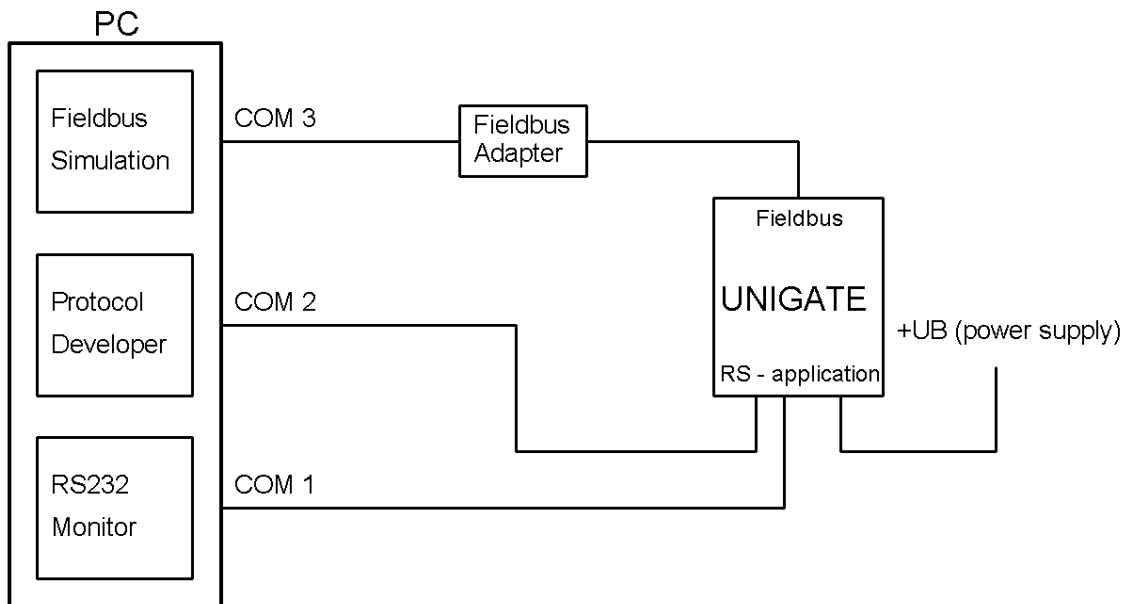 PC
Fieldbus
Simulation
COM 3
Fieldbus
Adapter
Fieldbus
UNIGATE
RS - application
+UB (power supply)
Protocol
Developer
COM 2
RS232
Monitor
COM 1